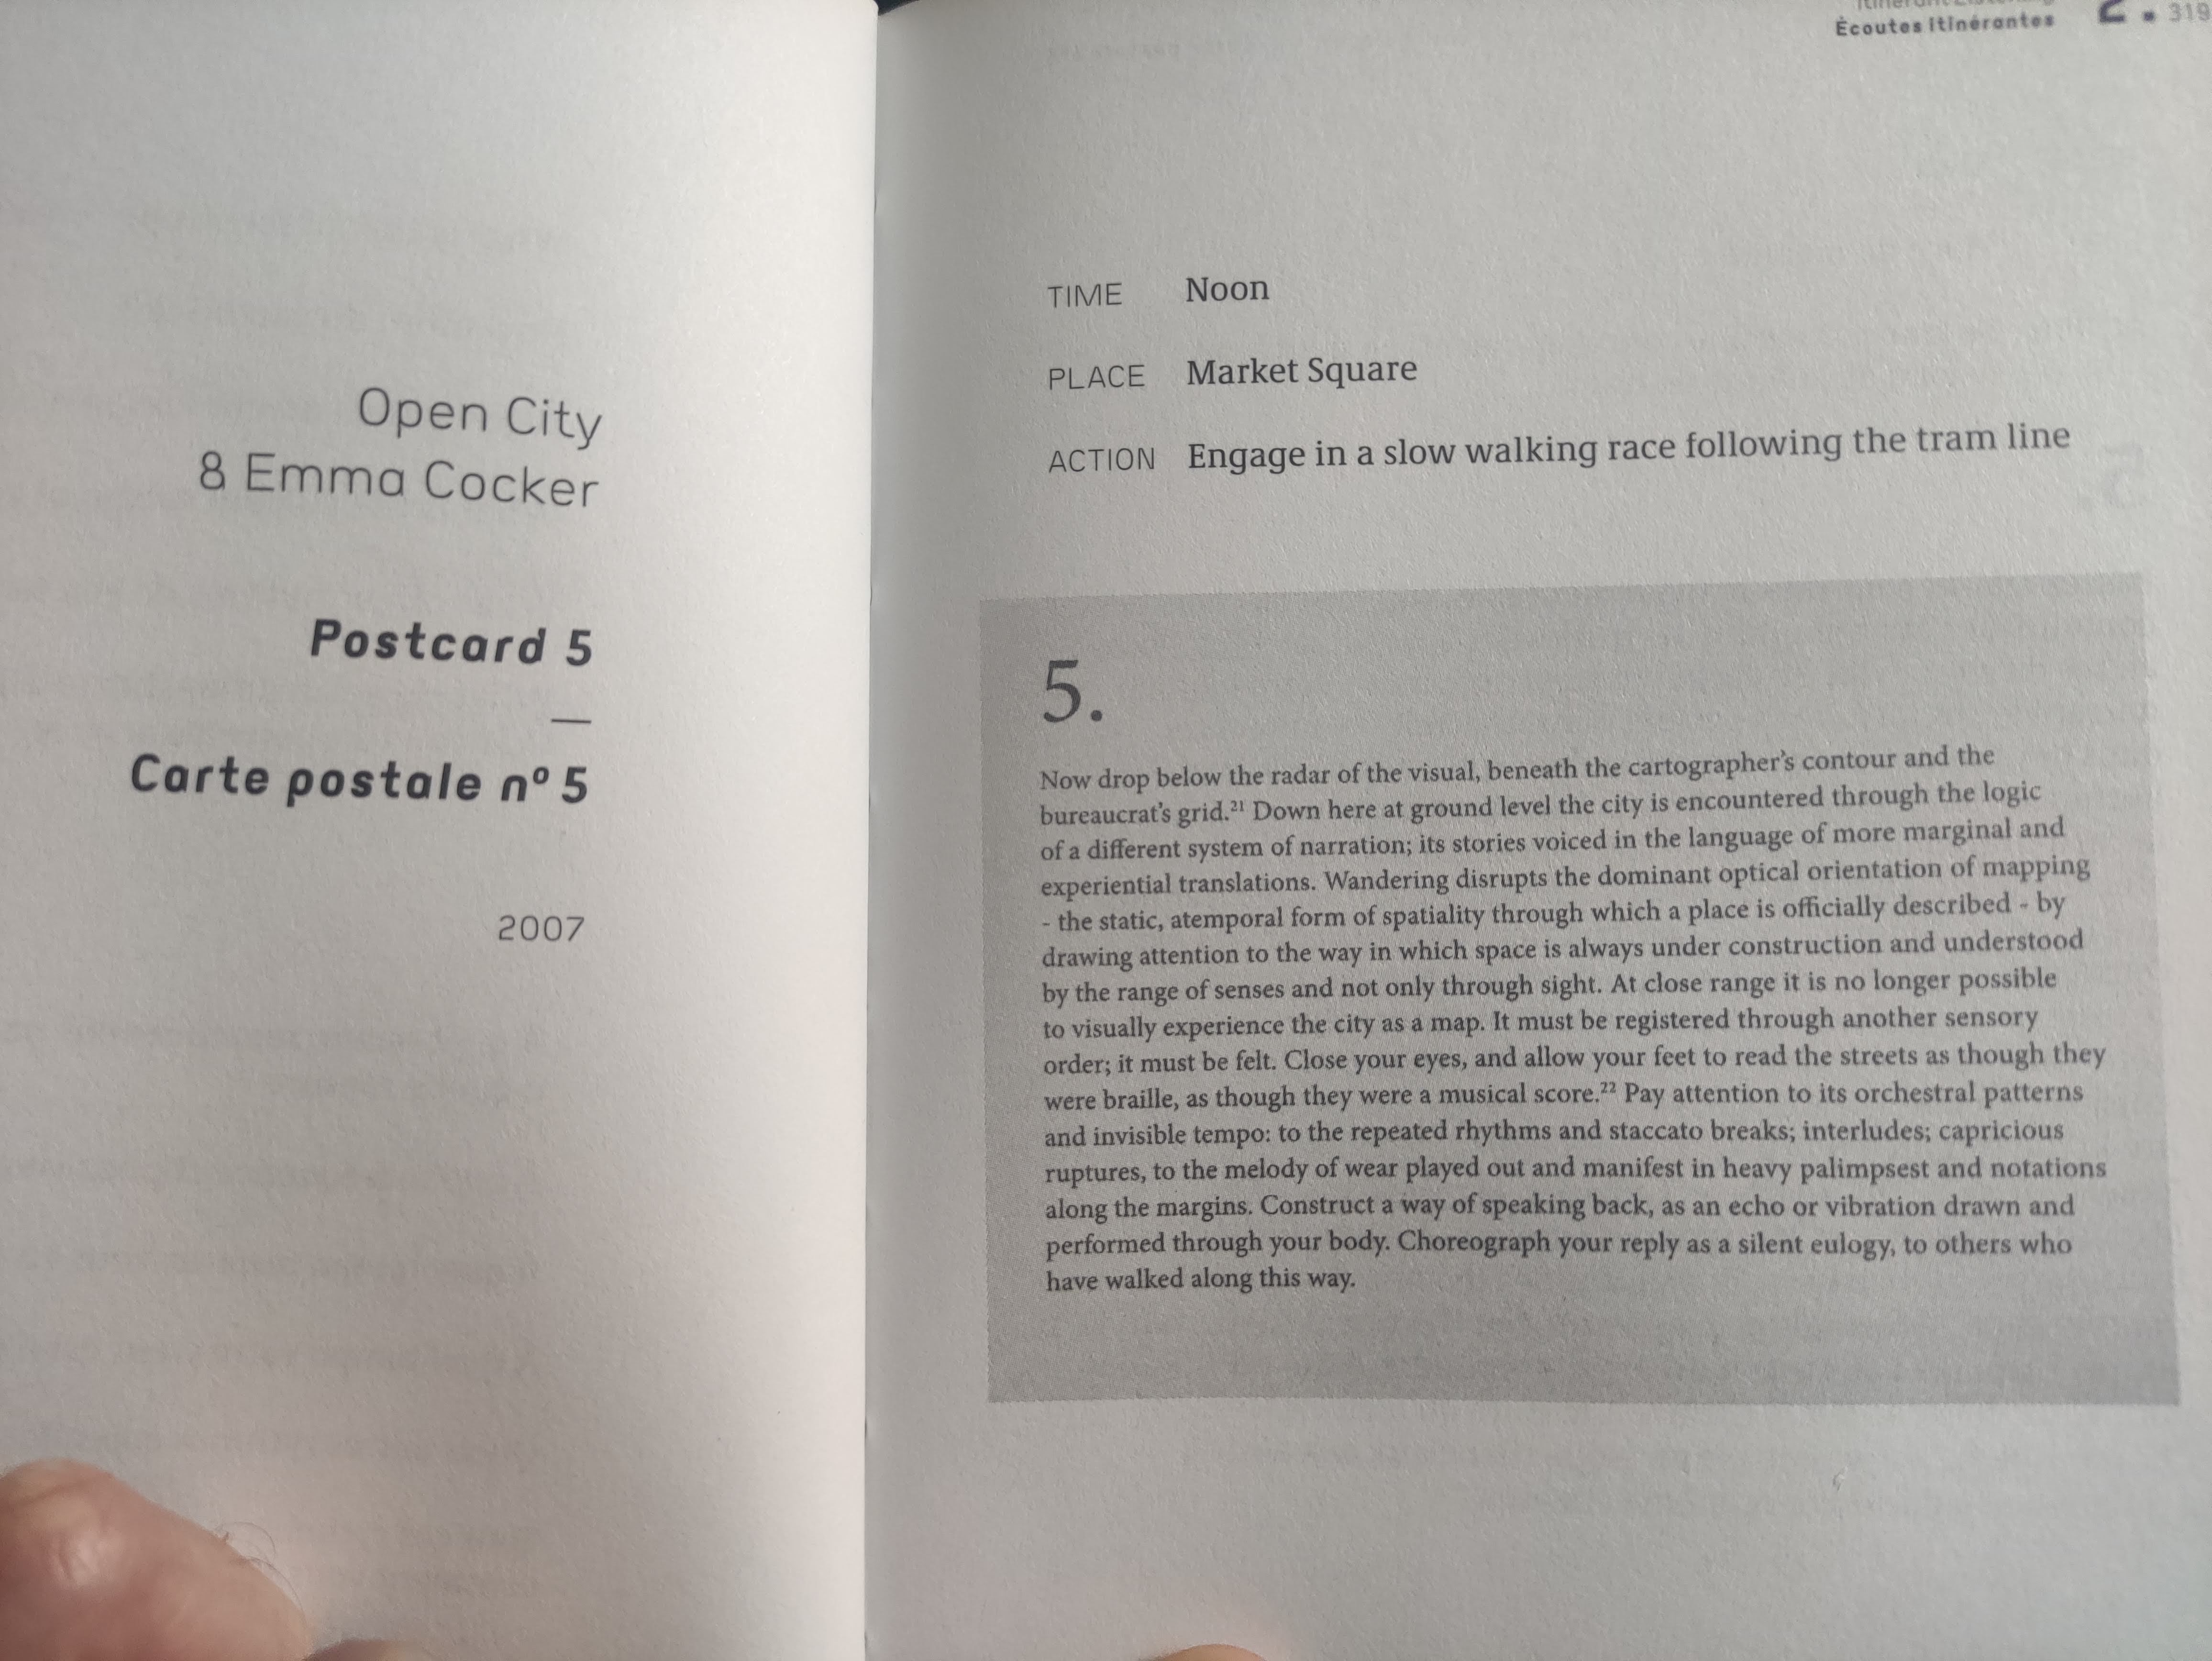 Open City
& Emma Cocker
Postcard 5
—
Carte postale nº 5
2007
Écoutes itinérantes
2. 319
TIME Noon
PLACE Market Square
ACTION Engage in a slow walking race following the tram line
5.
Now drop below the radar of the visual, beneath the cartographer's contour and the
bureaucrat's grid.²¹ Down here at ground level the city is encountered through the logic
of a different system of narration; its stories voiced in the language of more marginal and
experiential translations. Wandering disrupts the dominant optical orientation of mapping
- the static, atemporal form of spatiality through which a place is officially described - by
drawing attention to the way in which space is always under construction and understood
by the range of senses and not only through sight. At close range it is no longer possible
to visually experience the city as a map. It must be registered through another sensory
order; it must be felt. Close your eyes, and allow your feet to read the streets as though they
were braille, as though they were a musical score.²² Pay attention to its orchestral patterns
and invisible tempo: to the repeated rhythms and staccato breaks; interludes; capricious
ruptures, to the melody of wear played out and manifest in heavy palimpsest and notations
along the margins. Construct a way of speaking back, as an echo or vibration drawn and
performed through your body. Choreograph your reply as a silent eulogy, to others who
have walked along this way.